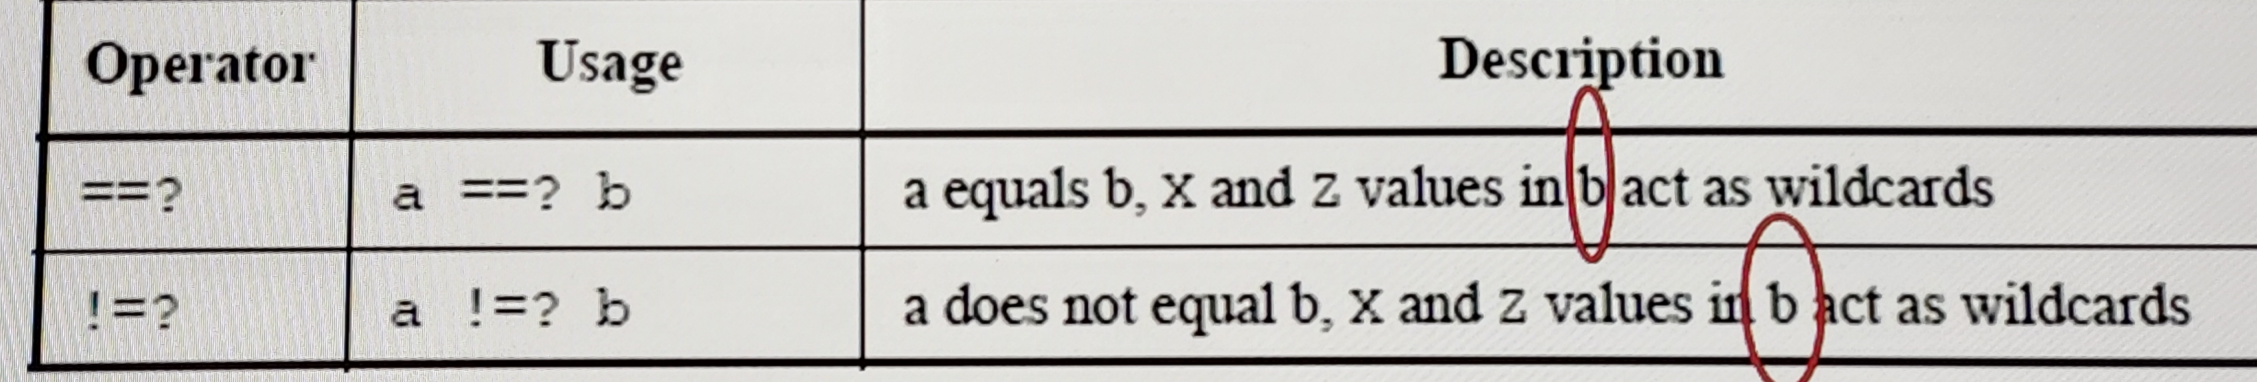 Operator Usage Description
==? a ==? b a equals b, X and Z values in b act as wildcards
!=? a !=? b a does not equal b, X and Z values in b act as wildcards